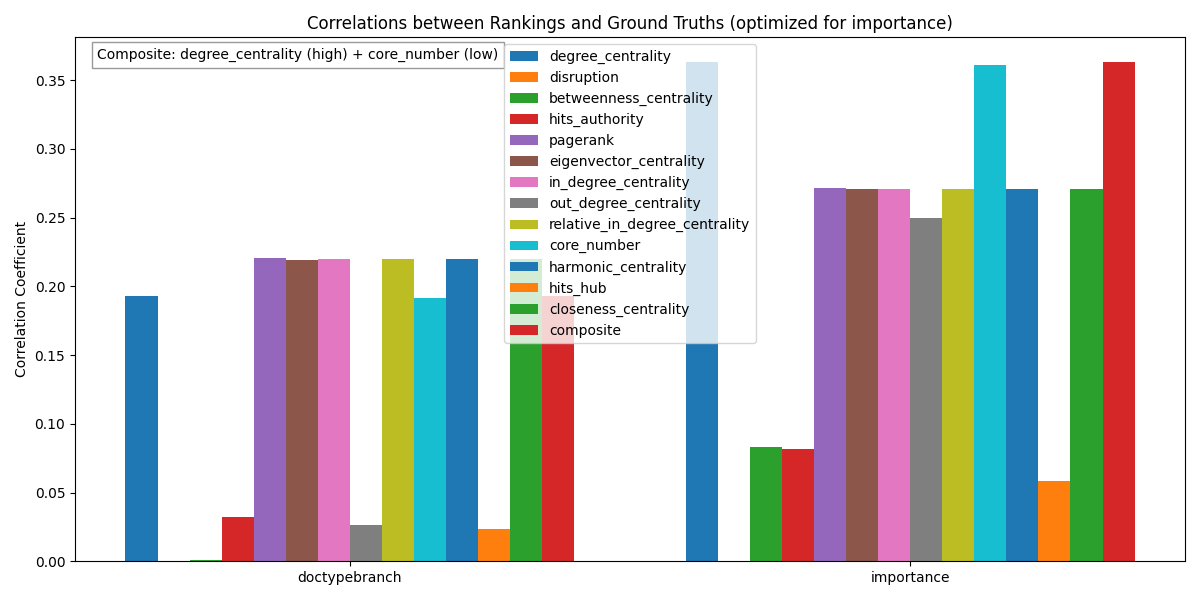 Correlations between Rankings and Ground Truths (optimized for importance)
Composite: degree_centrality (high) + core_number (low)
degree_centrality
disruption
betweenness_centrality
hits_authority
pagerank
eigenvector_centrality
in_degree_centrality
out_degree_centrality
relative_in_degree_centrality
core_number
harmonic_centrality
hits_hub
closeness_centrality
composite
Correlation Coefficient
0.35
0.30
0.25
0.20
0.15
0.10
0.05
0.00
doctypebranch
importance